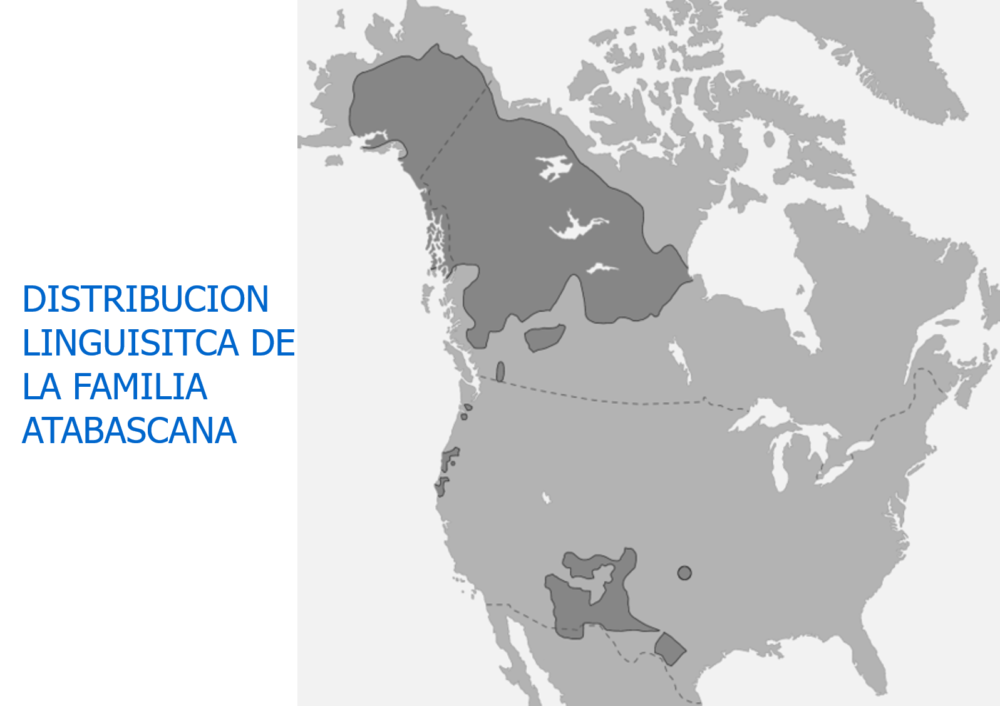 DISTRIBUCION
LINGUISITCA DE
LA FAMILIA
ATABASCANA